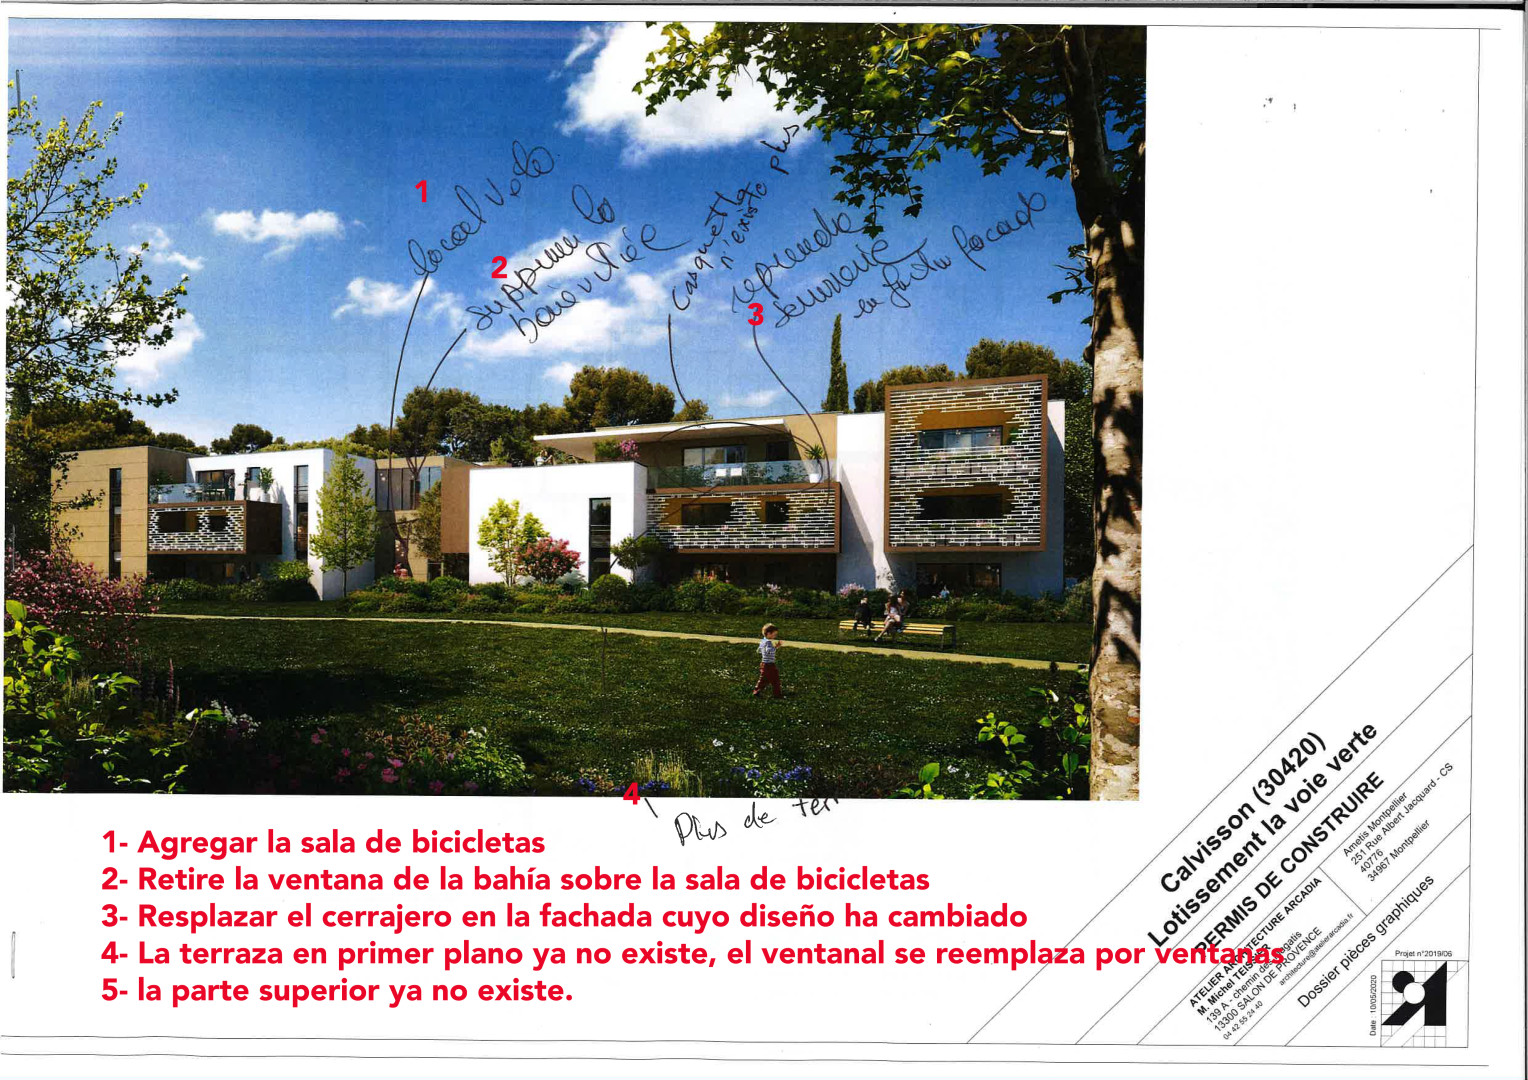 1
local vélo
2
supprimer la
baie vitrée
casquette
n'existe plus
3
reprendre
serrurerie
en façade
4
Plus de
1- Agregar la sala de bicicletas
2- Retire la ventana de la bahía sobre la sala de bicicletas
3- Resplazar el cerrajero en la fachada cuyo diseño ha cambiado
4- La terraza en primer plano ya no existe, el ventanal se reemplaza por ventanas
5- la parte superior ya no existe.
Calvisson (30420)
Lotissement la voie verte
PERMIS DE CONSTRUIRE
Ametis Montpellier
251 Rue Albert Jacquard - CS
40776
34967 Montpellier
ATELIER ARCHITECTURE ARCADIA
M. Michel TEISSIER
139 A - chemin des
13300 SALON DE PROVENCE
04 42 55 24 40
architecture@atelierarcadia.fr
Dossier pièces graphiques
Projet n°2019/06
Date : 10/05/2020